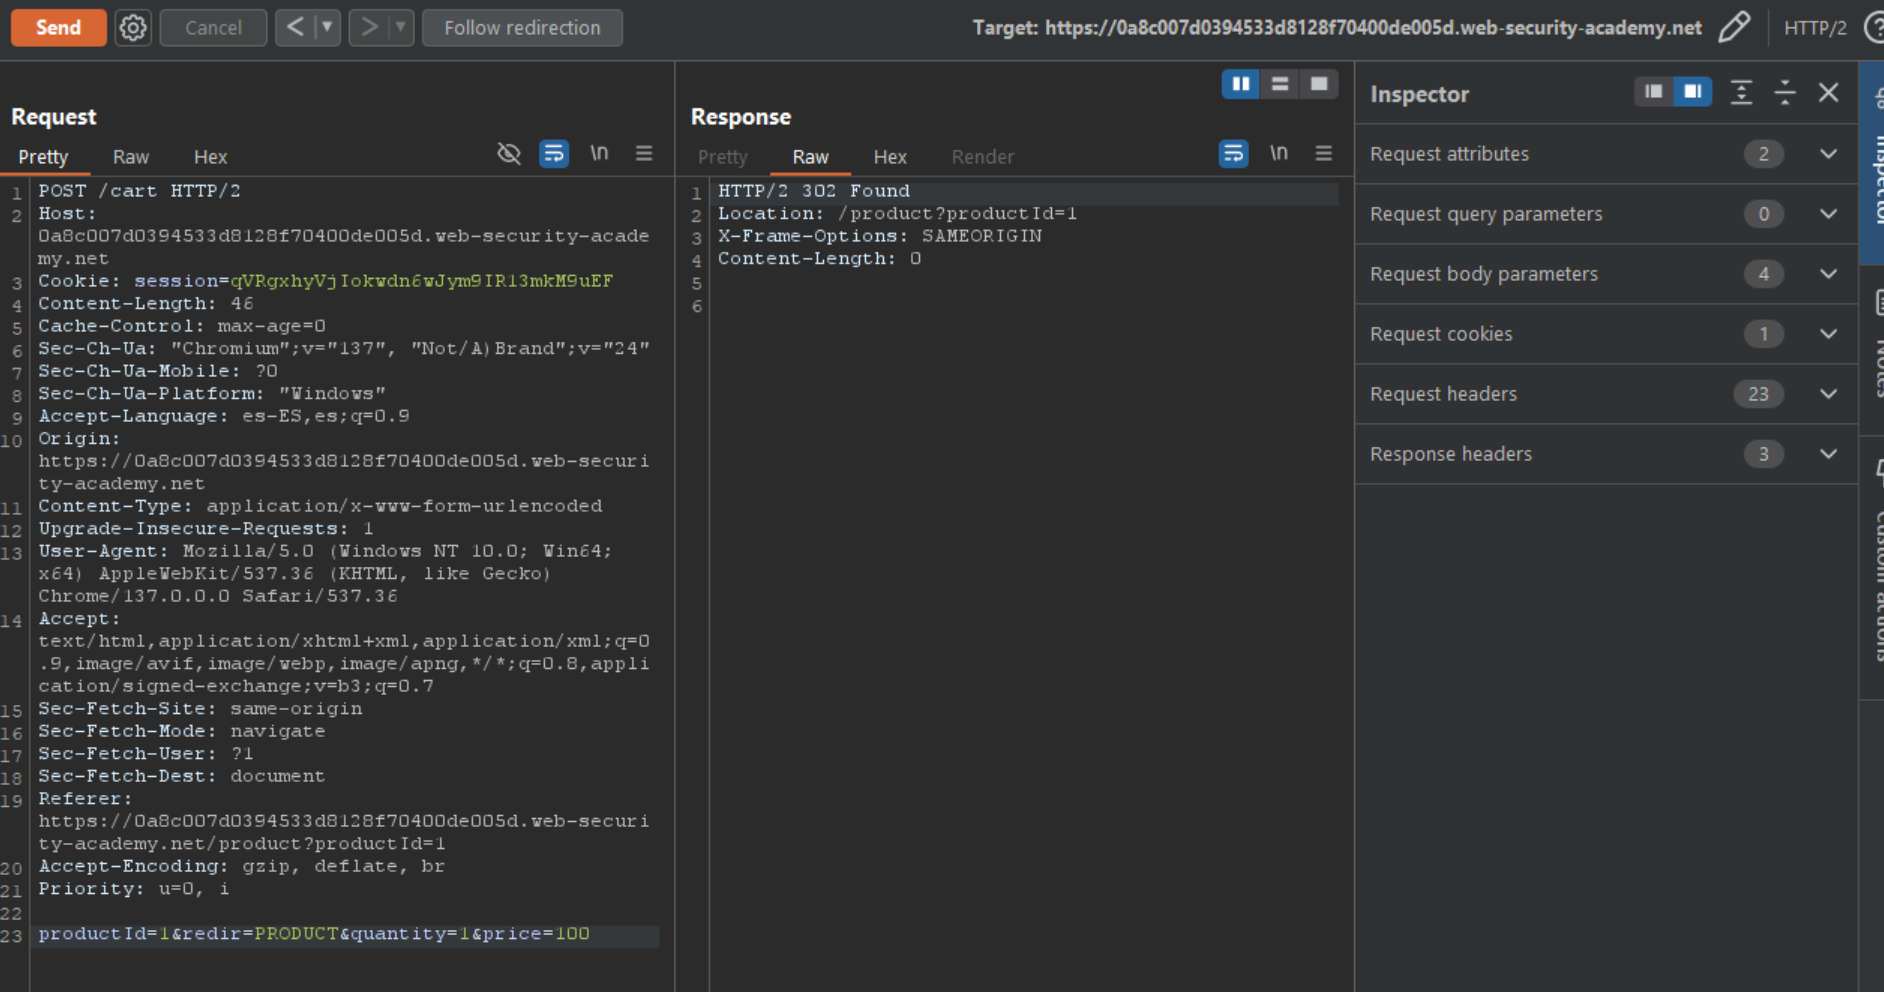 Send
Cancel
<
>
Follow redirection
Target: https://0a8c007d0394533d8128f70400de005d.web-security-academy.net
HTTP/2
?
Request
Pretty
Raw
Hex
\n
1 POST /cart HTTP/2
2 Host:
0a8c007d0394533d8128f70400de005d.web-security-acade
my.net
3 Cookie: session=qVRgxhyVjIokwdn6wJym9IR13mkM9uEF
4 Content-Length: 46
5 Cache-Control: max-age=0
6 Sec-Ch-Ua: "Chromium";v="137", "Not/A)Brand";v="24"
7 Sec-Ch-Ua-Mobile: ?0
8 Sec-Ch-Ua-Platform: "Windows"
9 Accept-Language: es-ES,es;q=0.9
10 Origin:
https://0a8c007d0394533d8128f70400de005d.web-securi
ty-academy.net
11 Content-Type: application/x-www-form-urlencoded
12 Upgrade-Insecure-Requests: 1
13 User-Agent: Mozilla/5.0 (Windows NT 10.0; Win64;
x64) AppleWebKit/537.36 (KHTML, like Gecko)
Chrome/137.0.0.0 Safari/537.36
14 Accept:
text/html,application/xhtml+xml,application/xml;q=0
.9,image/avif,image/webp,image/apng,*/*;q=0.8,appli
cation/signed-exchange;v=b3;q=0.7
15 Sec-Fetch-Site: same-origin
16 Sec-Fetch-Mode: navigate
17 Sec-Fetch-User: ?1
18 Sec-Fetch-Dest: document
19 Referer:
https://0a8c007d0394533d8128f70400de005d.web-securi
ty-academy.net/product?productId=1
20 Accept-Encoding: gzip, deflate, br
21 Priority: u=0, i
22
23 productId=1&redir=PRODUCT&quantity=1&price=100
Response
Pretty
Raw
Hex
Render
\n
1 HTTP/2 302 Found
2 Location: /product?productId=1
3 X-Frame-Options: SAMEORIGIN
4 Content-Length: 0
5
6
Inspector
Request attributes 2
Request query parameters 0
Request body parameters 4
Request cookies 1
Request headers 23
Response headers 3
Inspector
Notes
Custom actions